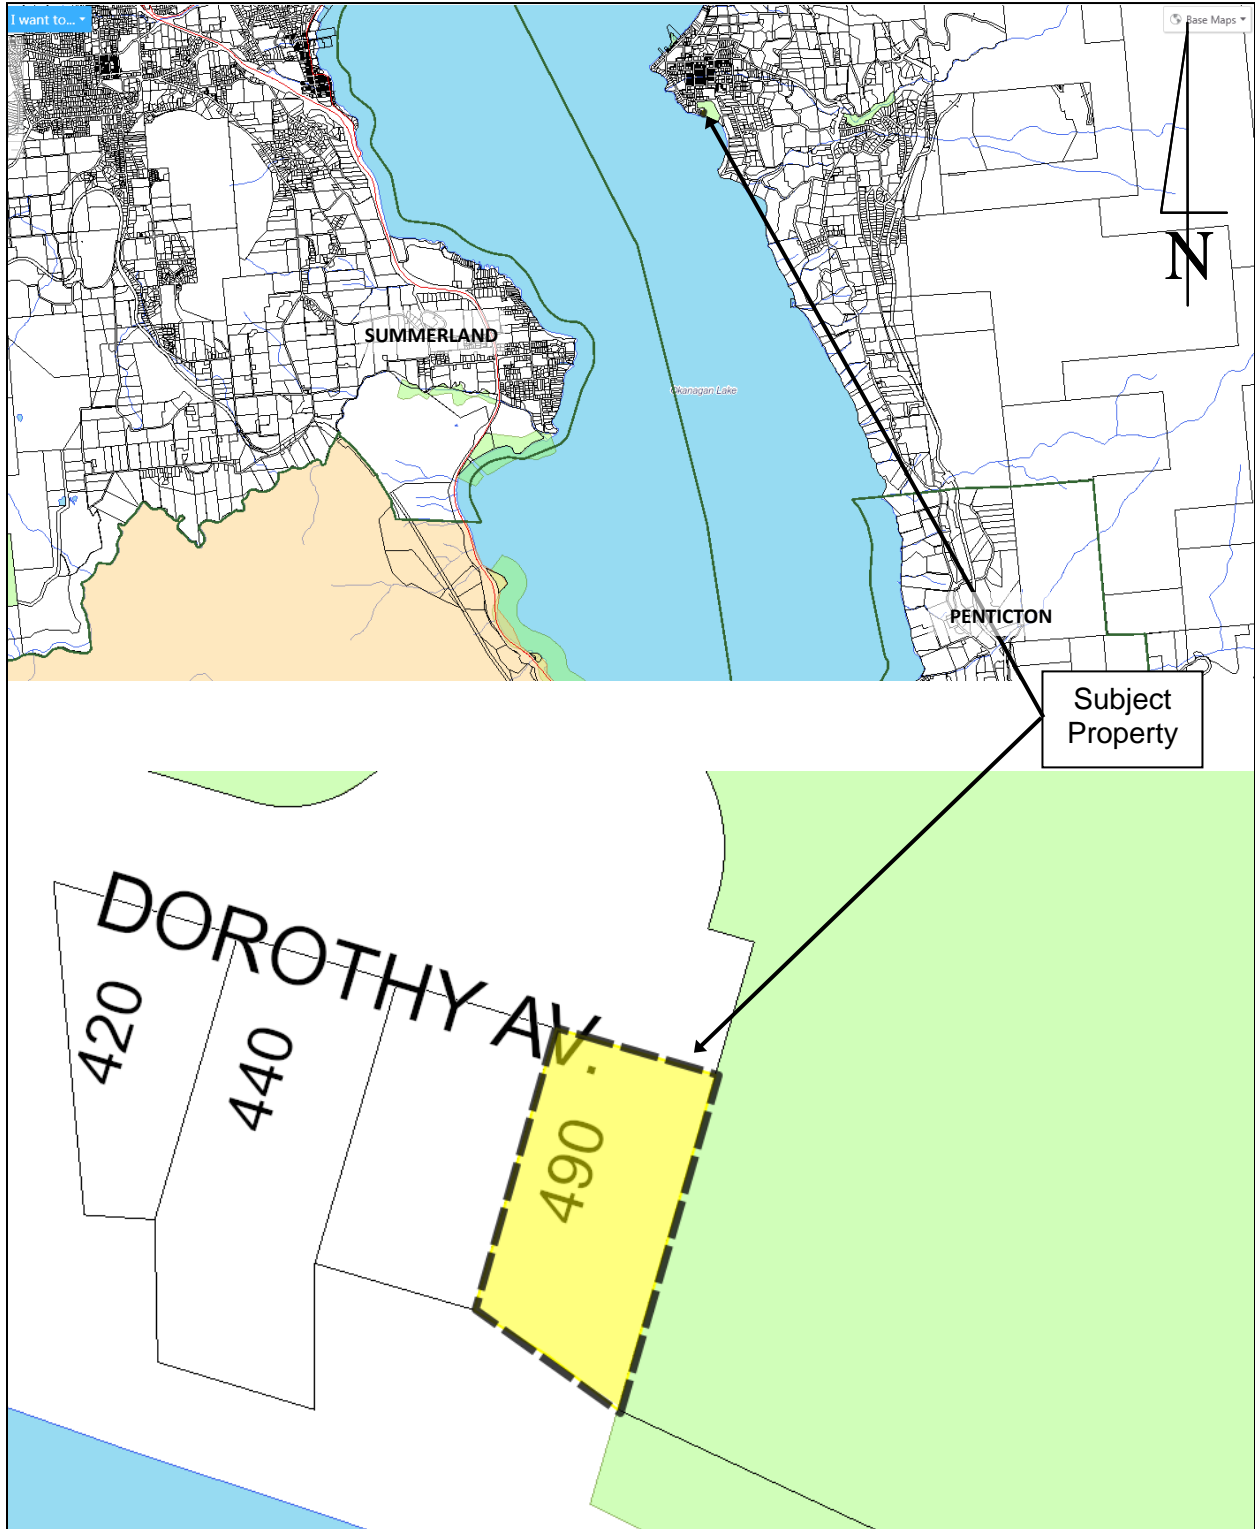 I want to...
Base Maps
N
SUMMERLAND
Okanagan Lake
PENTICTON
Subject
Property
DOROTHY AV.
420
440
490